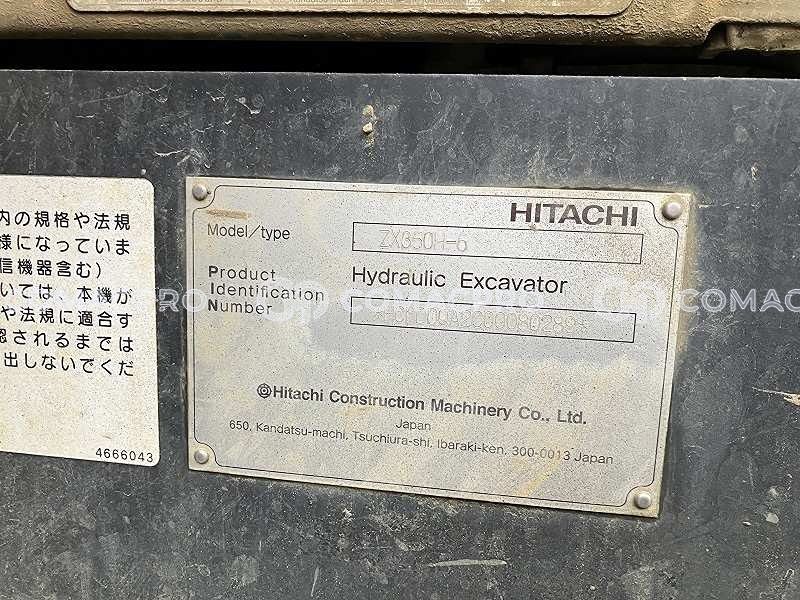 内の規格や法規
様になっていま
信機器含む)
いては、本機が
や法規に適合す
認されるまでは
出しないでくだ
4666043
HITACHI
Model/type ZX350H-6
Hydraulic Excavator
Product
Identification
Number
Hitachi Construction Machinery Co., Ltd.
Japan
650, Kandatsu-machi, Tsuchiura-shi, Ibaraki-ken, 300-0013 Japan
COMACPRO